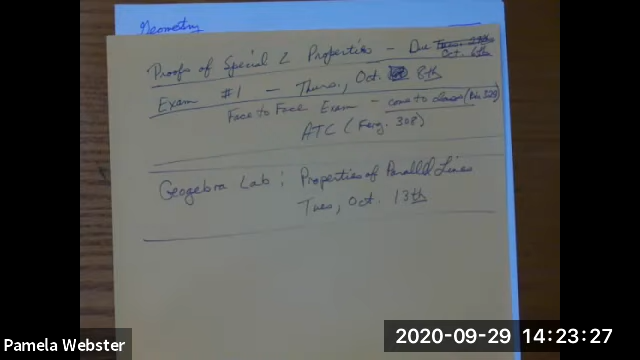 Geometry
Proofs of Special ∠ Properties - Due Oct. 6th
Exam #1 - Thurs., Oct. 8th
Face to Face Exam - come to class
ATC (Ferg. 308)
Geogebra Lab: Properties of Parallel Lines
Tues, Oct. 13th
Pamela Webster
2020-09-29 14:23:27